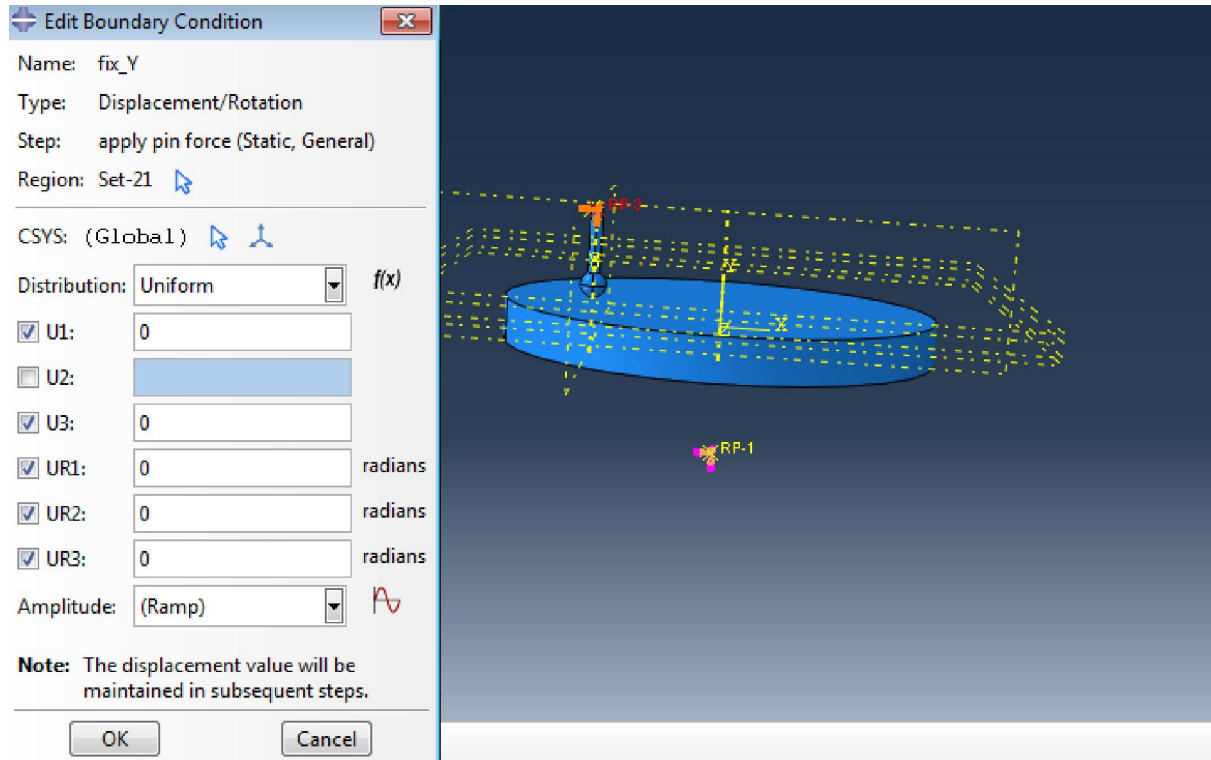 Edit Boundary Condition
Name: fix_Y
Type: Displacement/Rotation
Step: apply pin force (Static, General)
Region: Set-21
CSYS: (Global)
Distribution: Uniform f(x)
U1: 0
U2:
U3: 0
UR1: 0 radians
UR2: 0 radians
UR3: 0 radians
Amplitude: (Ramp)
Note: The displacement value will be
maintained in subsequent steps.
OK Cancel
RP-3
Y
X
Z
RP-1